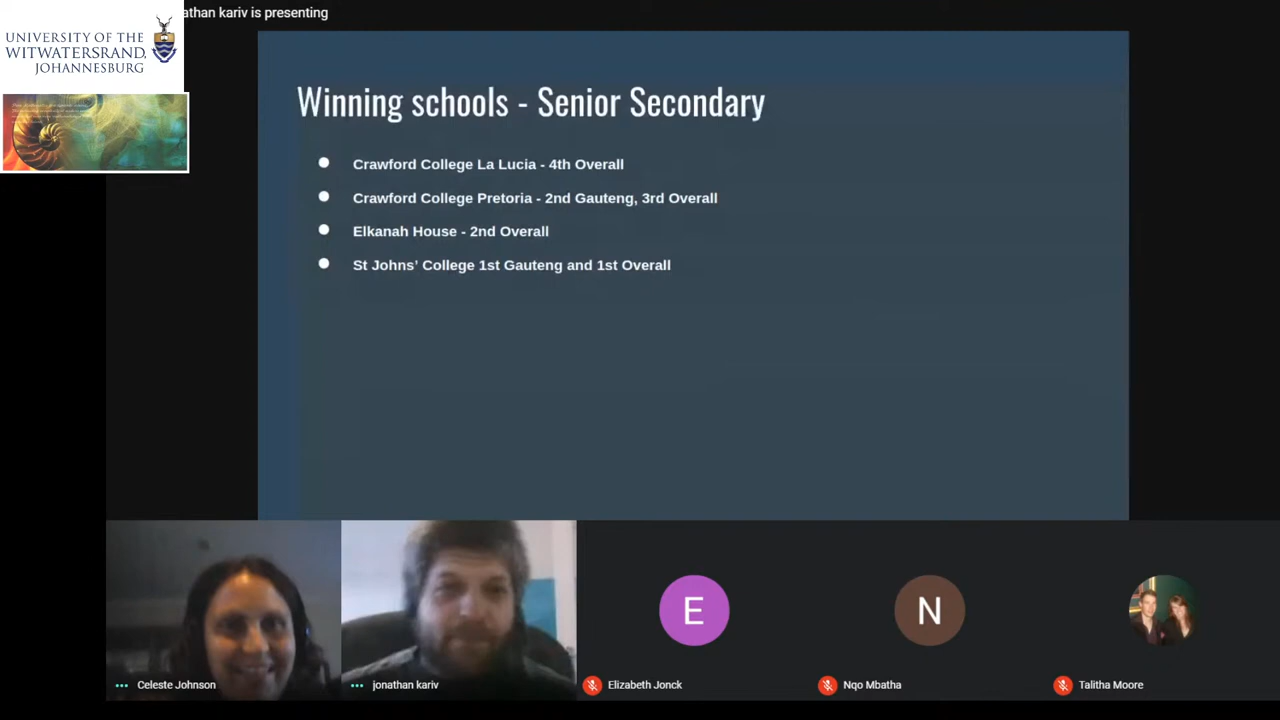 athan kariv is presenting
UNIVERSITY OF THE
WITWATERSRAND,
JOHANNESBURG
Winning schools - Senior Secondary
Crawford College La Lucia - 4th Overall
Crawford College Pretoria - 2nd Gauteng, 3rd Overall
Elkanah House - 2nd Overall
St Johns’ College 1st Gauteng and 1st Overall
E
N
Celeste Johnson
jonathan kariv
Elizabeth Jonck
Nqo Mbatha
Talitha Moore